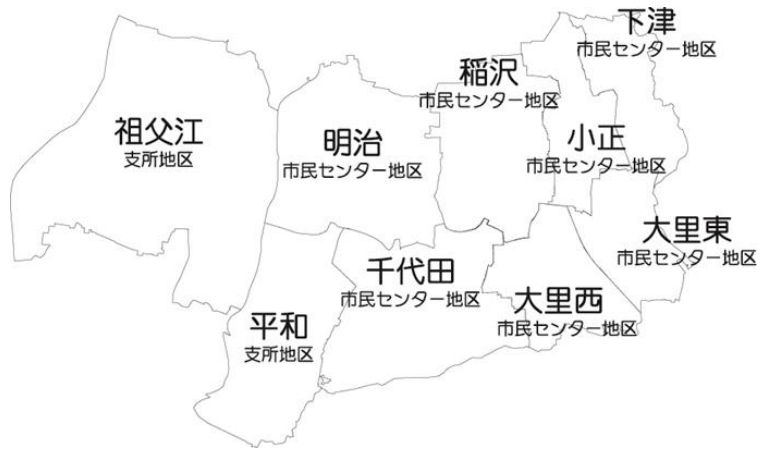 下津
市民センター地区
稲沢
市民センター地区
祖父江
支所地区
明治
市民センター地区
小正
市民センター地区
大里東
市民センター地区
千代田
市民センター地区
大里西
市民センター地区
平和
支所地区